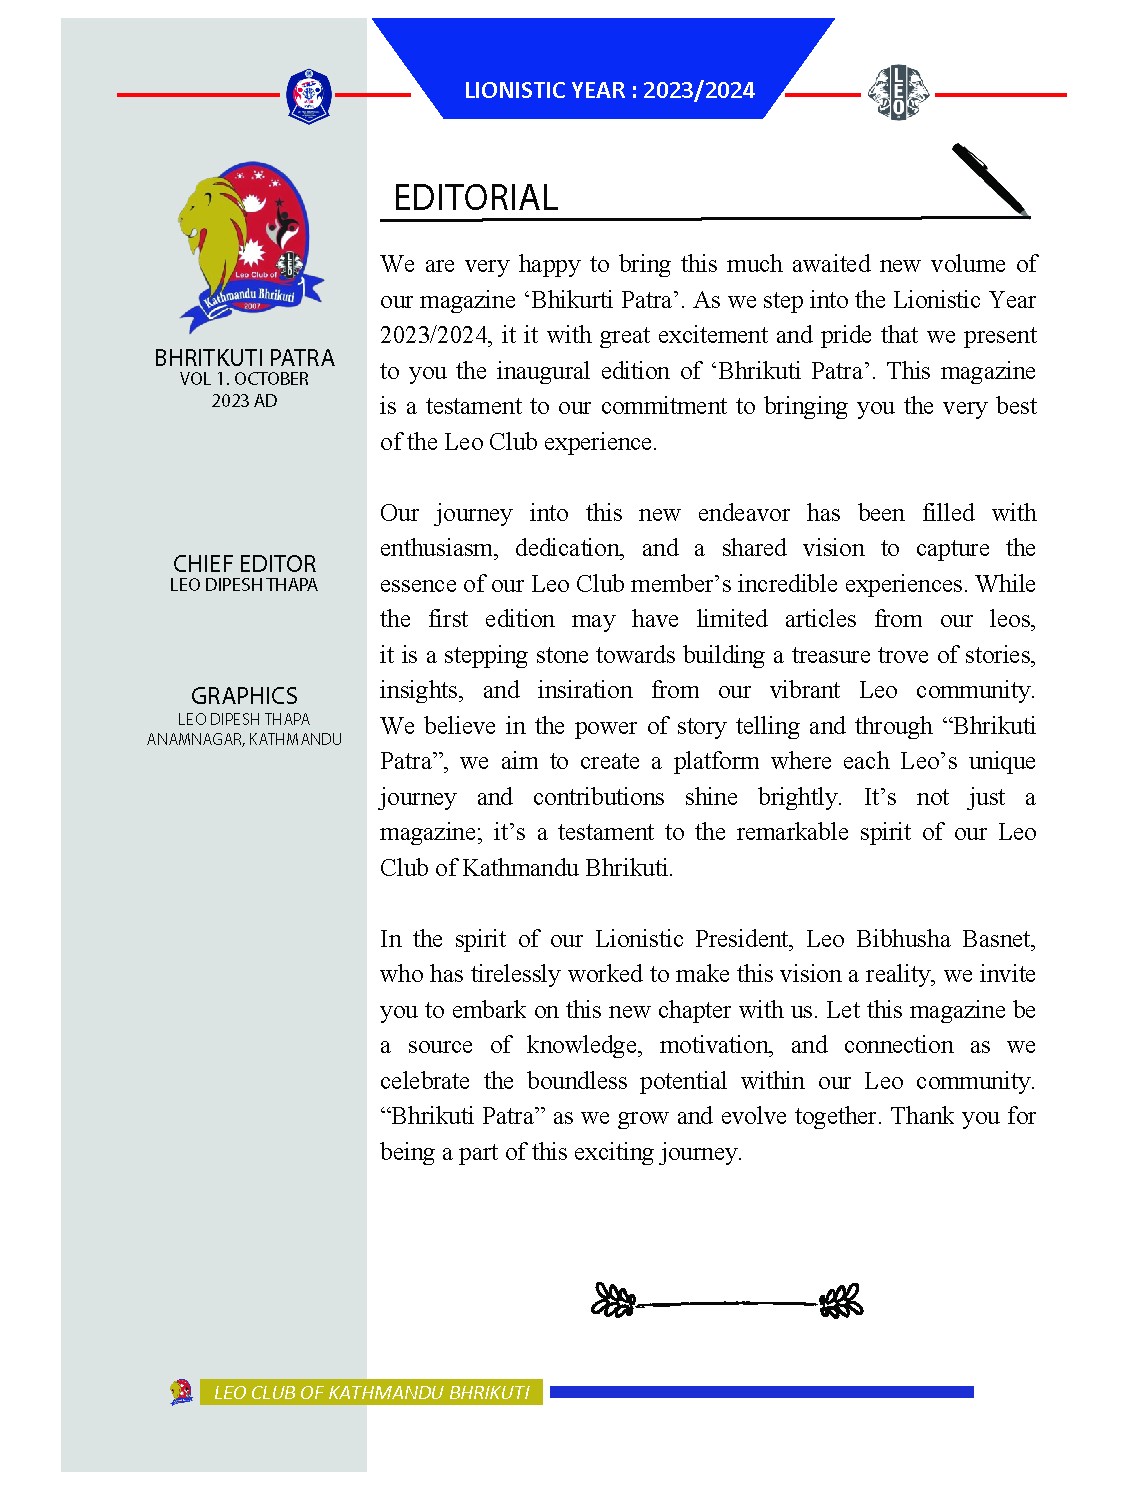 LIONISTIC YEAR : 2023/2024
LEO
Leo Club of
Kathmandu Bhrikuti
2007
BHRITKUTI PATRA
VOL 1. OCTOBER
2023 AD
CHIEF EDITOR
LEO DIPESH THAPA
GRAPHICS
LEO DIPESH THAPA
ANAMNAGAR, KATHMANDU
EDITORIAL
We are very happy to bring this much awaited new volume of
our magazine ‘Bhikurti Patra’. As we step into the Lionistic Year
2023/2024, it it with great excitement and pride that we present
to you the inaugural edition of ‘Bhrikuti Patra’. This magazine
is a testament to our commitment to bringing you the very best
of the Leo Club experience.
Our journey into this new endeavor has been filled with
enthusiasm, dedication, and a shared vision to capture the
essence of our Leo Club member’s incredible experiences. While
the first edition may have limited articles from our leos,
it is a stepping stone towards building a treasure trove of stories,
insights, and insiration from our vibrant Leo community.
We believe in the power of story telling and through “Bhrikuti
Patra”, we aim to create a platform where each Leo’s unique
journey and contributions shine brightly. It’s not just a
magazine; it’s a testament to the remarkable spirit of our Leo
Club of Kathmandu Bhrikuti.
In the spirit of our Lionistic President, Leo Bibhusha Basnet,
who has tirelessly worked to make this vision a reality, we invite
you to embark on this new chapter with us. Let this magazine be
a source of knowledge, motivation, and connection as we
celebrate the boundless potential within our Leo community.
“Bhrikuti Patra” as we grow and evolve together. Thank you for
being a part of this exciting journey.
LEO CLUB OF KATHMANDU BHRIKUTI